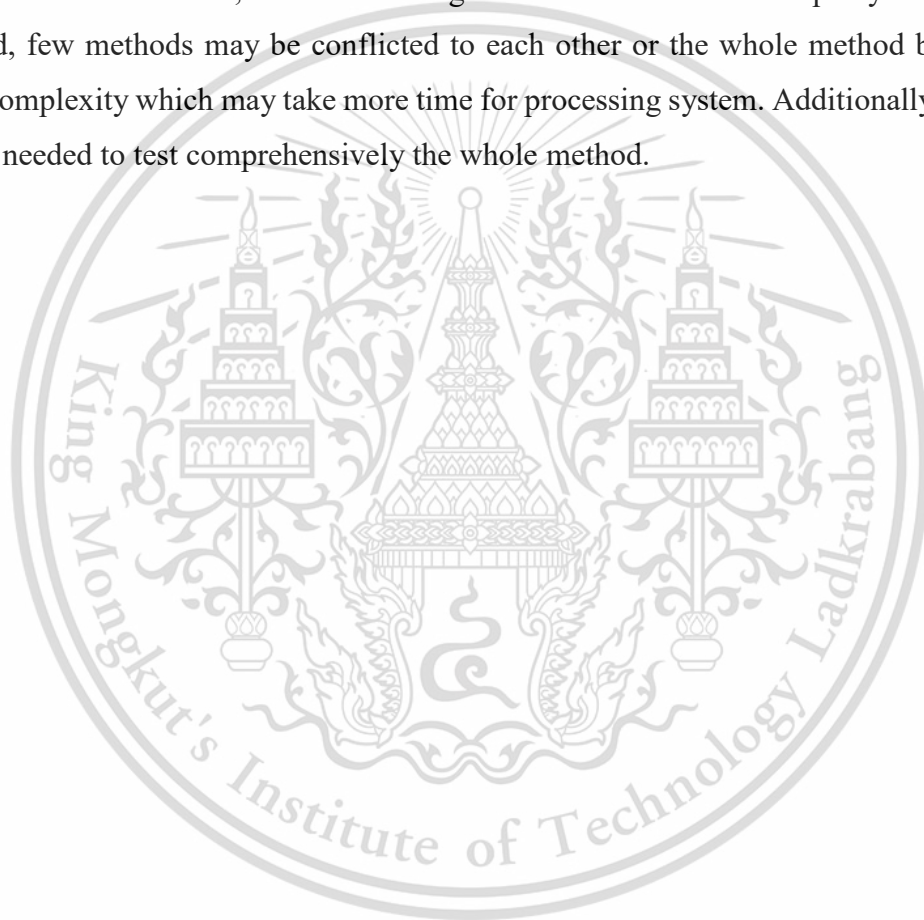 d, few methods may be conflicted to each other or the whole method b
omplexity which may take more time for processing system. Additionally
needed to test comprehensively the whole method.
King Mongkut's Institute of Technology Ladkrabang